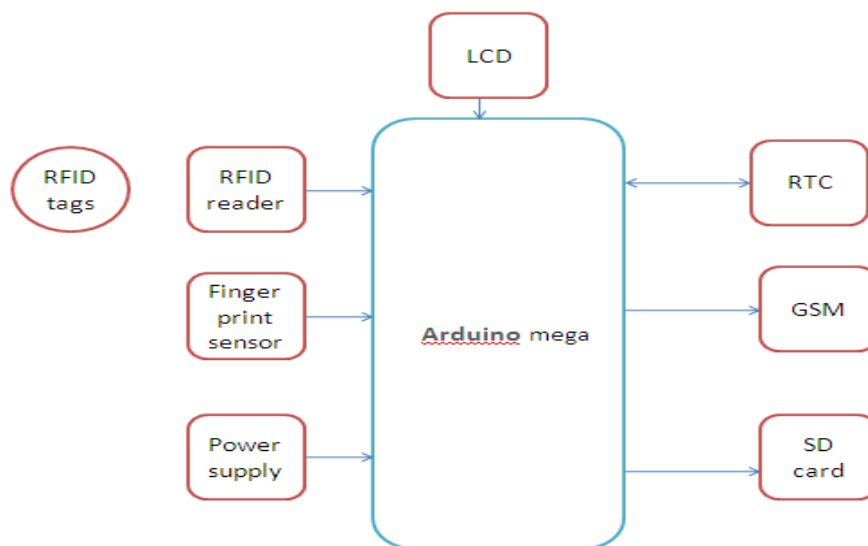 LCD
RFID
tags
RFID
reader
RTC
Finger
print
sensor
Arduino mega
GSM
Power
supply
SD
card